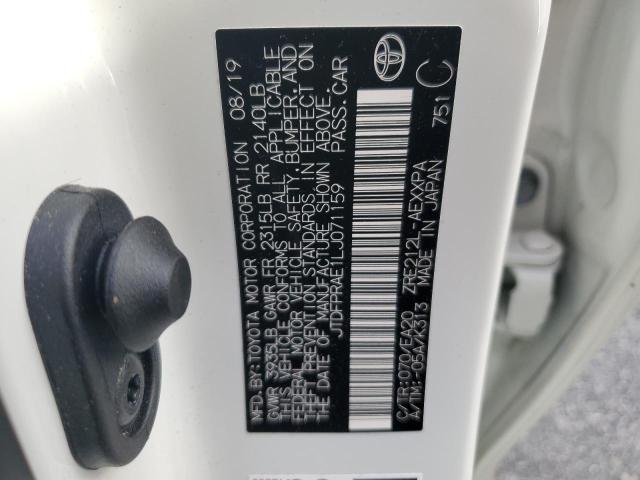 MFD. BY: TOYOTA MOTOR CORPORATION 08/19
GVWR 3935LB GAWR FR 2315LB RR 2140LB
THIS VEHICLE CONFORMS TO ALL APPLICABLE
FEDERAL MOTOR VEHICLE SAFETY, BUMPER, AND
THEFT PREVENTION STANDARDS IN EFFECT ON
THE DATE OF MANUFACTURE SHOWN ABOVE.
JTDFPRAE1LJ071159 PASS. CAR
C/TR: 070/EA20 ZRE212L-AEXXPA
A/TM: -05A/K313 MADE IN JAPAN 751 C